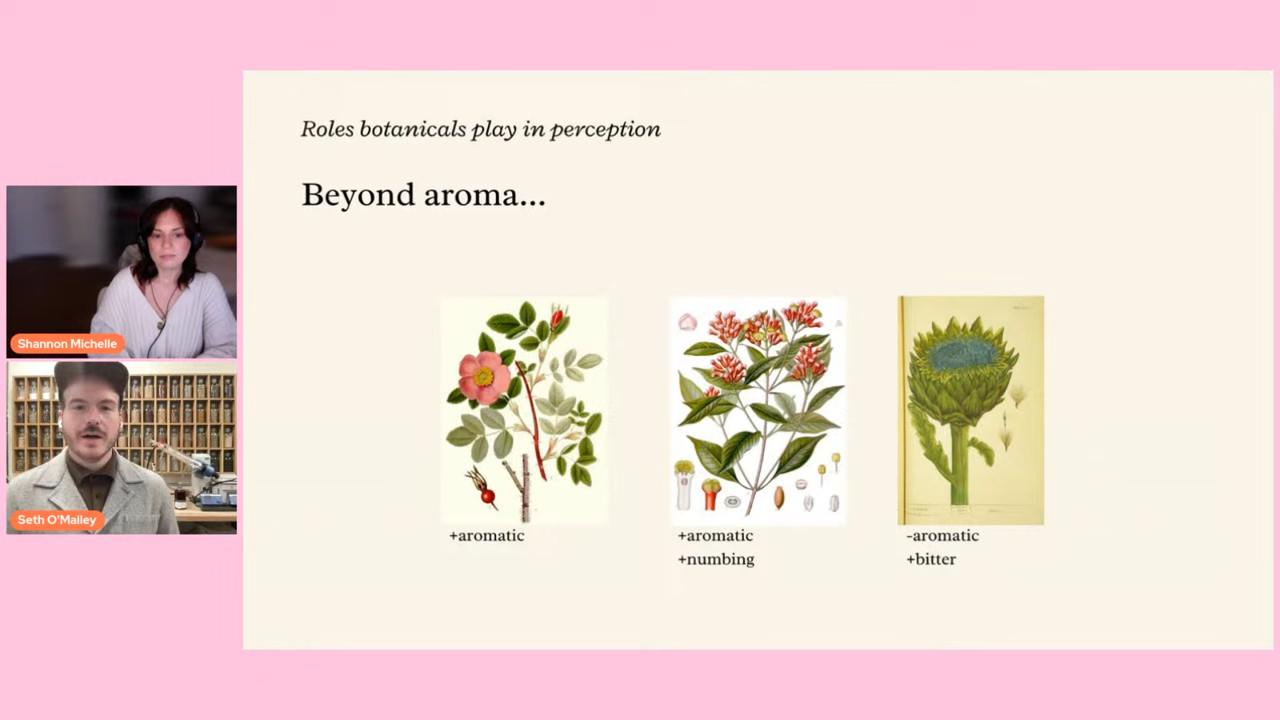 Roles botanicals play in perception
Beyond aroma...
Shannon Michelle
Seth O'Malley
+aromatic
+aromatic
+numbing
-aromatic
+bitter